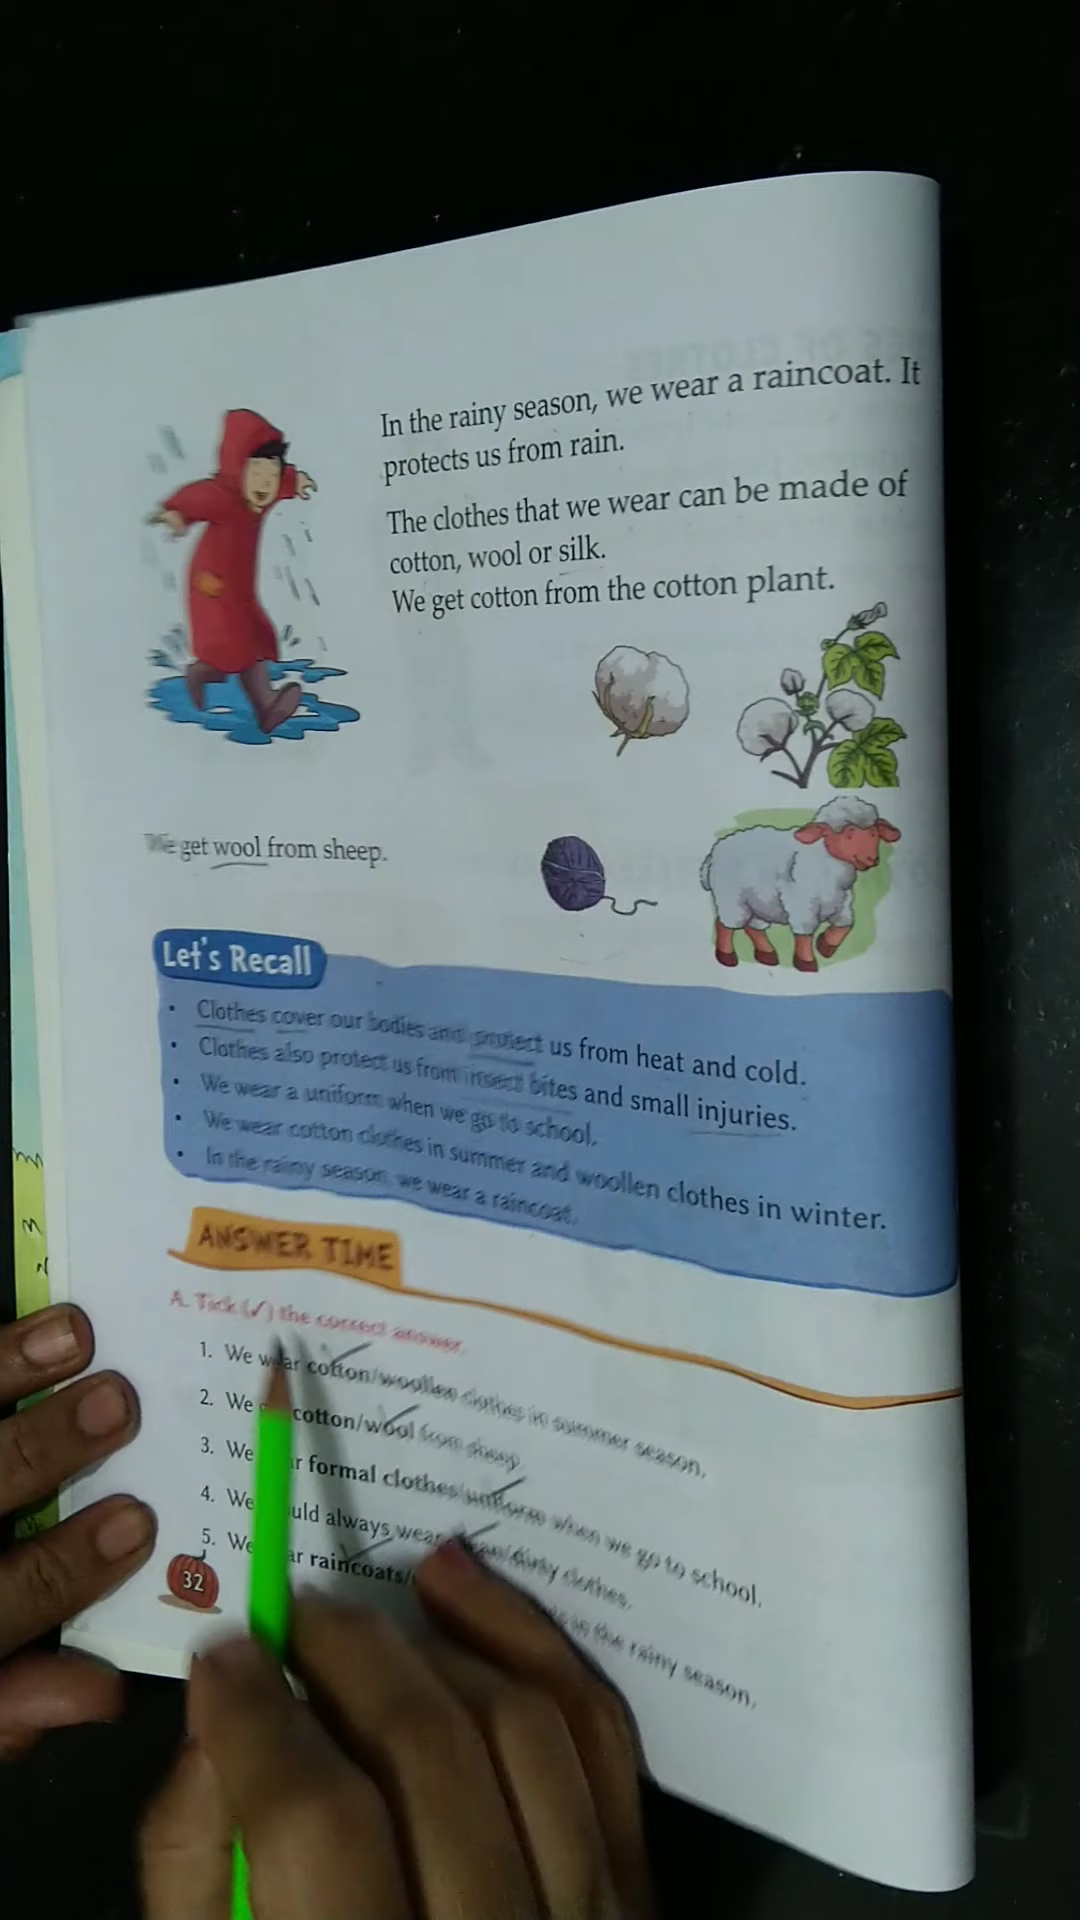 In the rainy season, we wear a raincoat. It
protects us from rain.
The clothes that we wear can be made of
cotton, wool or silk.
We get cotton from the cotton plant.
We get wool from sheep.
Let's Recall
• Clothes cover our bodies and protect us from heat and cold.
• Clothes also protect us from insect bites and small injuries.
• We wear a uniform when we go to school.
• We wear cotton clothes in summer and woollen clothes in winter.
• In the rainy season, we wear a raincoat.
ANSWER TIME
A. Tick (✓) the correct answer.
1. We wear cotton/woollen clothes in summer season.
2. We cotton/wool from sheep.
3. We formal clothes/uniform when we go to school.
4. We always wear clean/dirty clothes.
5. We raincoats/ in the rainy season.
32